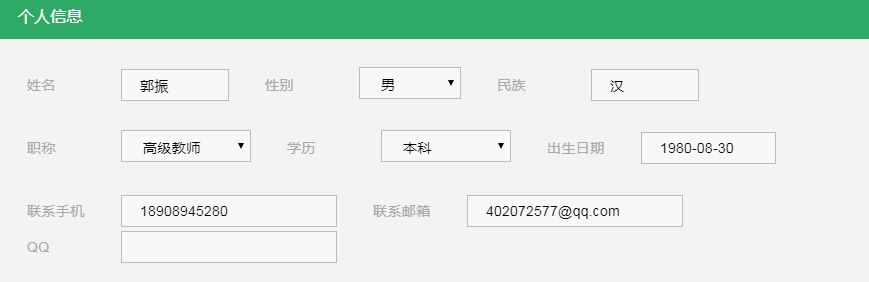 个人信息
姓名 郭振 性别 男 民族 汉
职称 高级教师 学历 本科 出生日期 1980-08-30
联系手机 18908945280 联系邮箱 402072577@qq.com
QQ